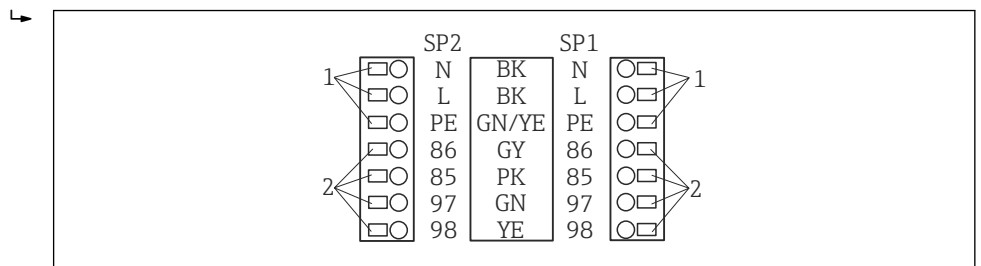 SP2 SP1
1 N BK N 1
L BK L
PE GN/YE PE
86 GY 86
2 85 PK 85 2
97 GN 97
98 YE 98